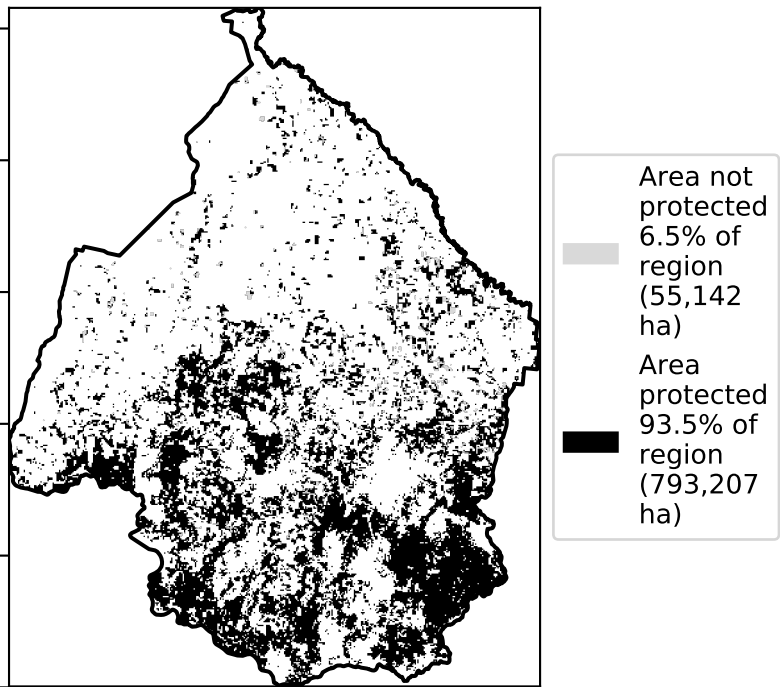 Area not
protected
6.5% of
region
(55,142
ha)
Area
protected
93.5% of
region
(793,207
ha)